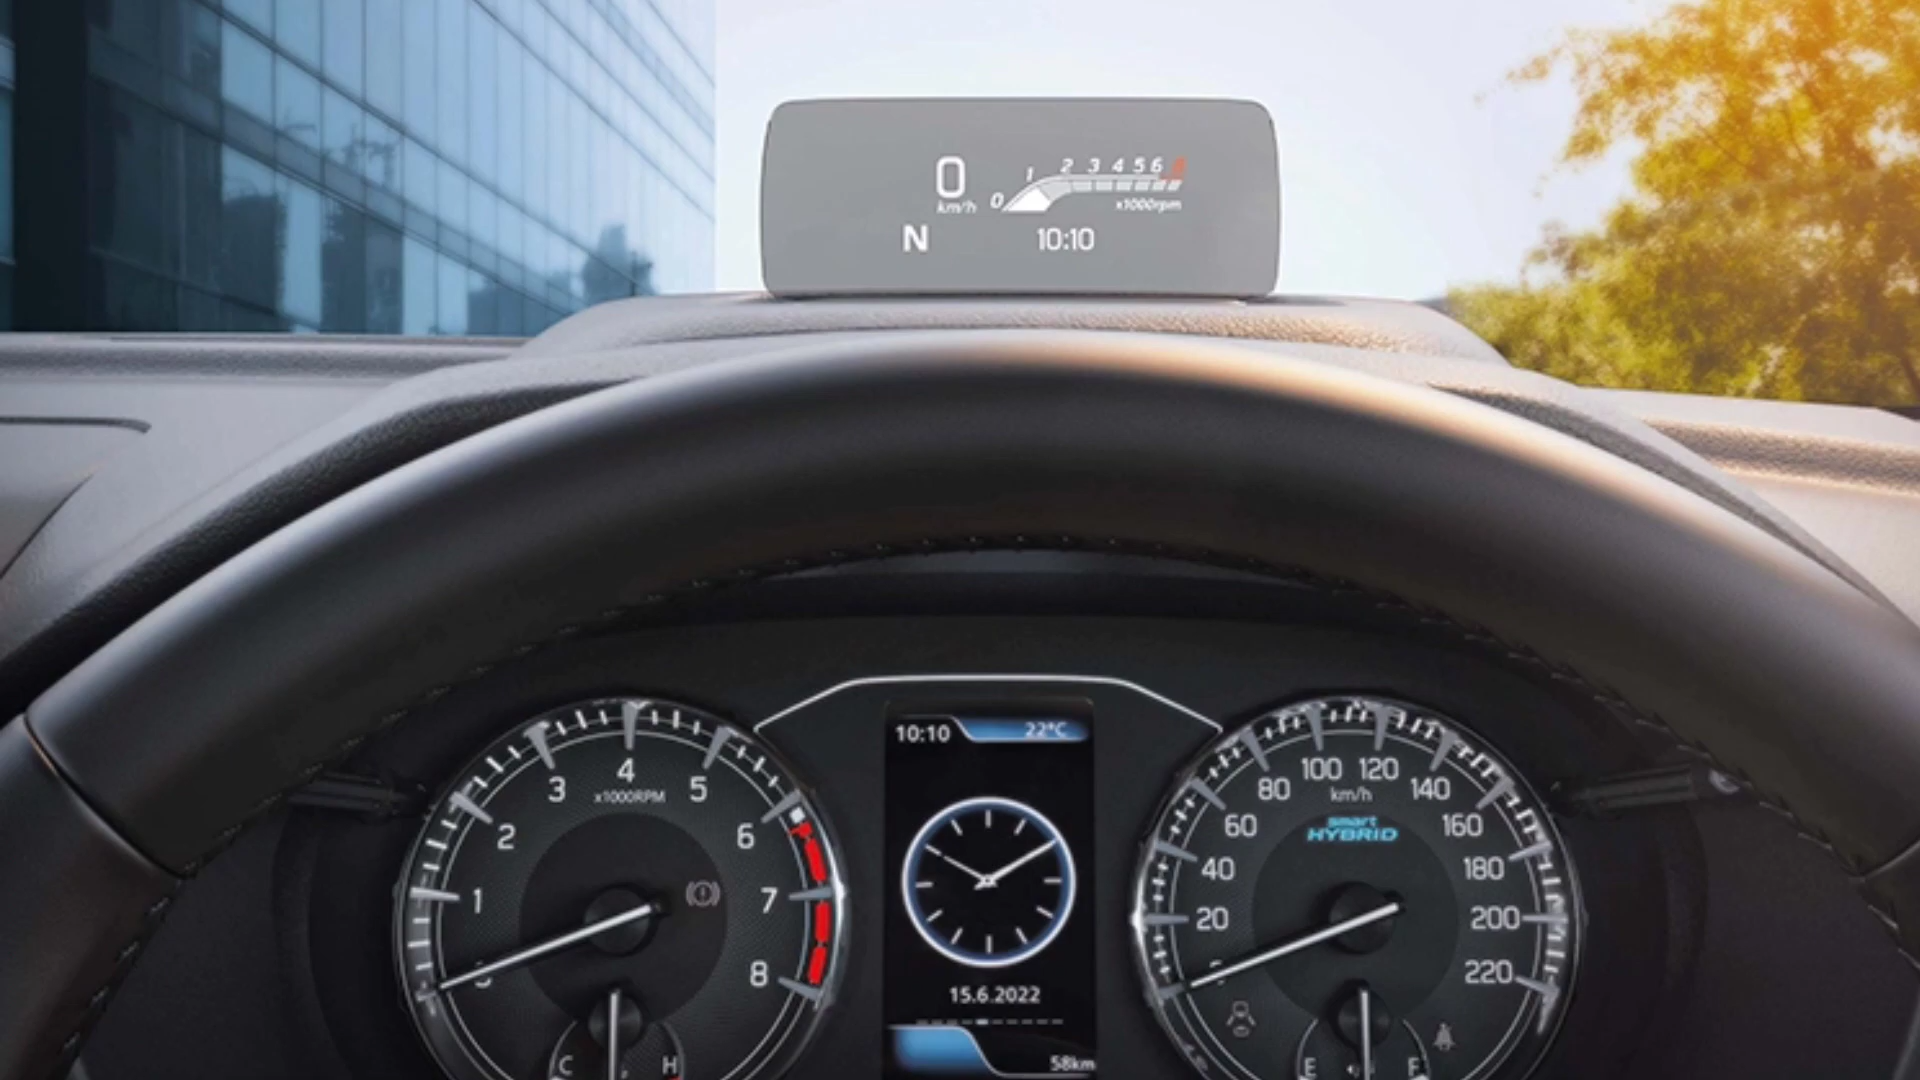 0 km/h
0 1 2 3 4 5 6 8
x1000rpm
N 10:10
10:10 22°C
1 2 3 4 5 6 7 8
x1000RPM
C H
15.6.2022
58km
20 40 60 80 100 120 140 160 180 200 220
km/h
smart
HYBRID
E F